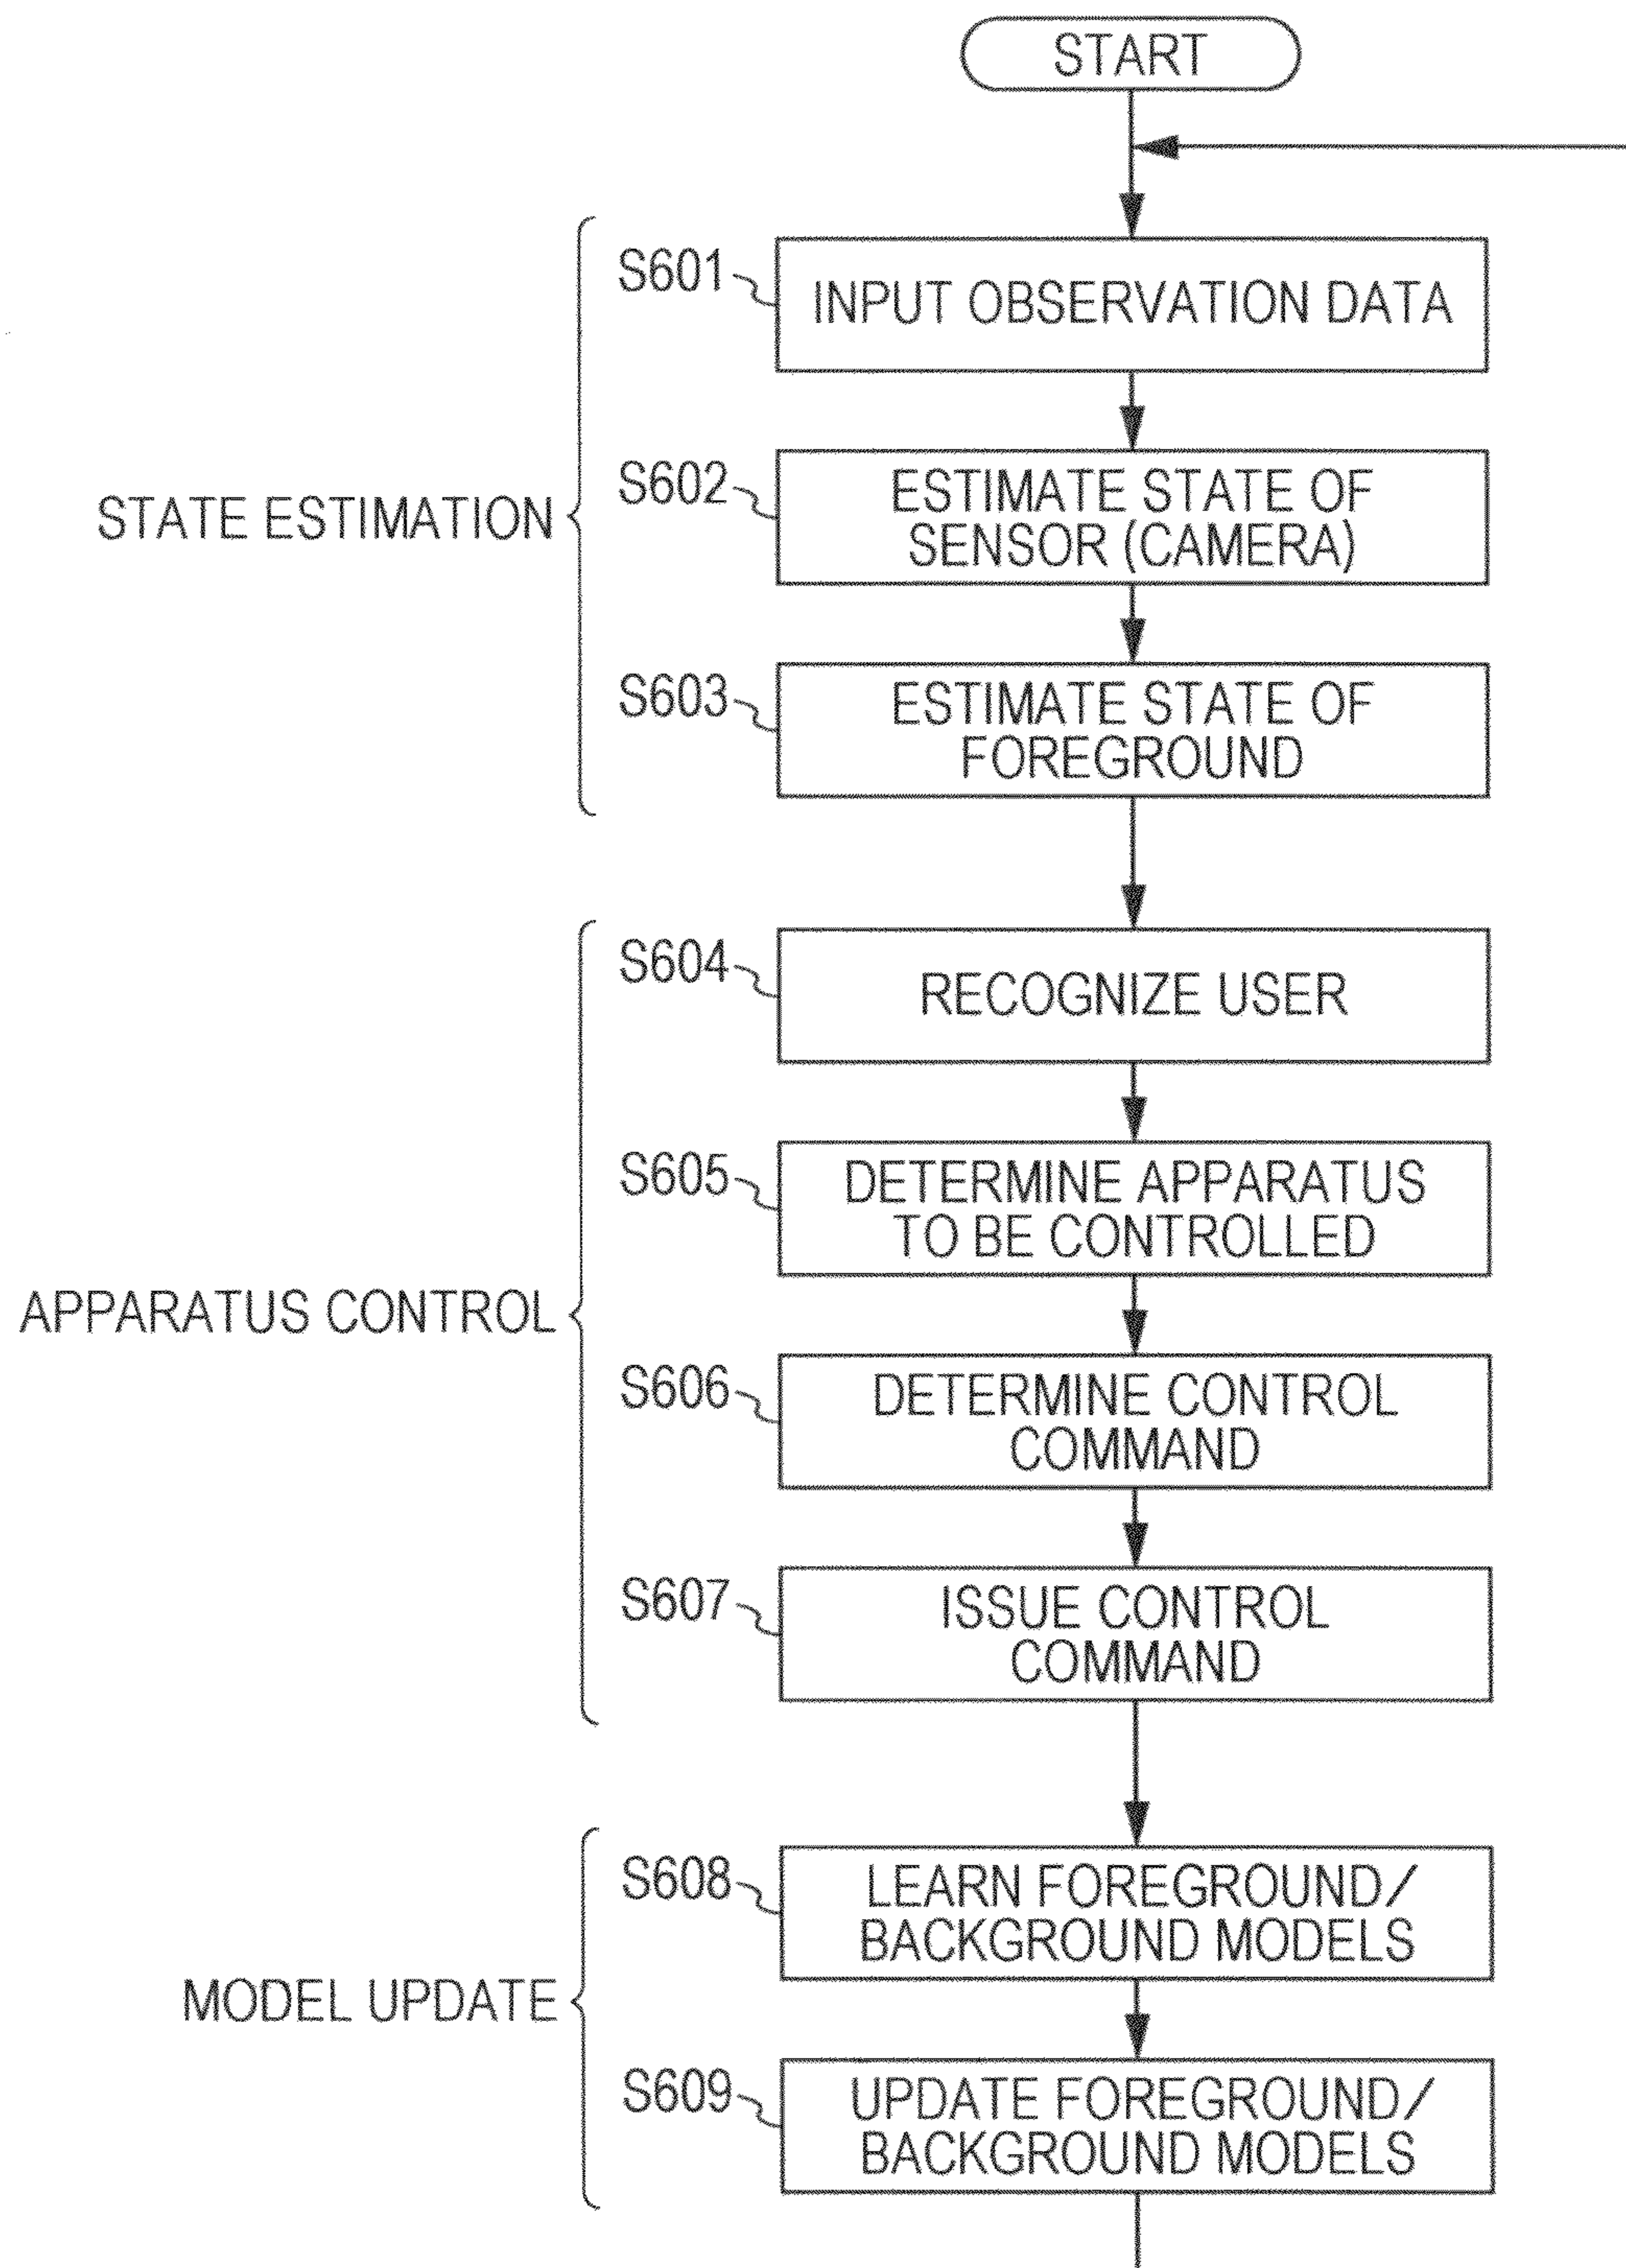 START
S601
INPUT OBSERVATION DATA
STATE ESTIMATION
S602
ESTIMATE STATE OF
SENSOR (CAMERA)
S603
ESTIMATE STATE OF
FOREGROUND
APPARATUS CONTROL
S604
RECOGNIZE USER
S605
DETERMINE APPARATUS
TO BE CONTROLLED
S606
DETERMINE CONTROL
COMMAND
S607
ISSUE CONTROL
COMMAND
MODEL UPDATE
S608
LEARN FOREGROUND/
BACKGROUND MODELS
S609
UPDATE FOREGROUND/
BACKGROUND MODELS